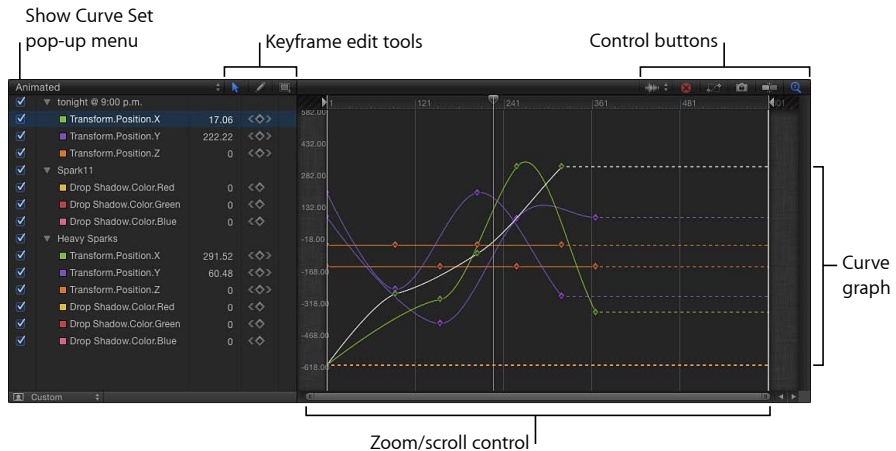 Show Curve Set
pop-up menu
Keyframe edit tools
Control buttons
Animated
tonight @ 9:00 p.m.
Transform.Position.X 17.06
Transform.Position.Y 222.22
Transform.Position.Z 0
Spark11
Drop Shadow.Color.Red 0
Drop Shadow.Color.Green 0
Drop Shadow.Color.Blue 0
Heavy Sparks
Transform.Position.X 291.52
Transform.Position.Y 60.48
Transform.Position.Z 0
Drop Shadow.Color.Red 0
Drop Shadow.Color.Green 0
Drop Shadow.Color.Blue 0
Custom
1 121 241 361 481 601
582.00
432.00
282.00
132.00
-18.00
-168.00
-318.00
-468.00
-618.00
Curve
graph
Zoom/scroll control